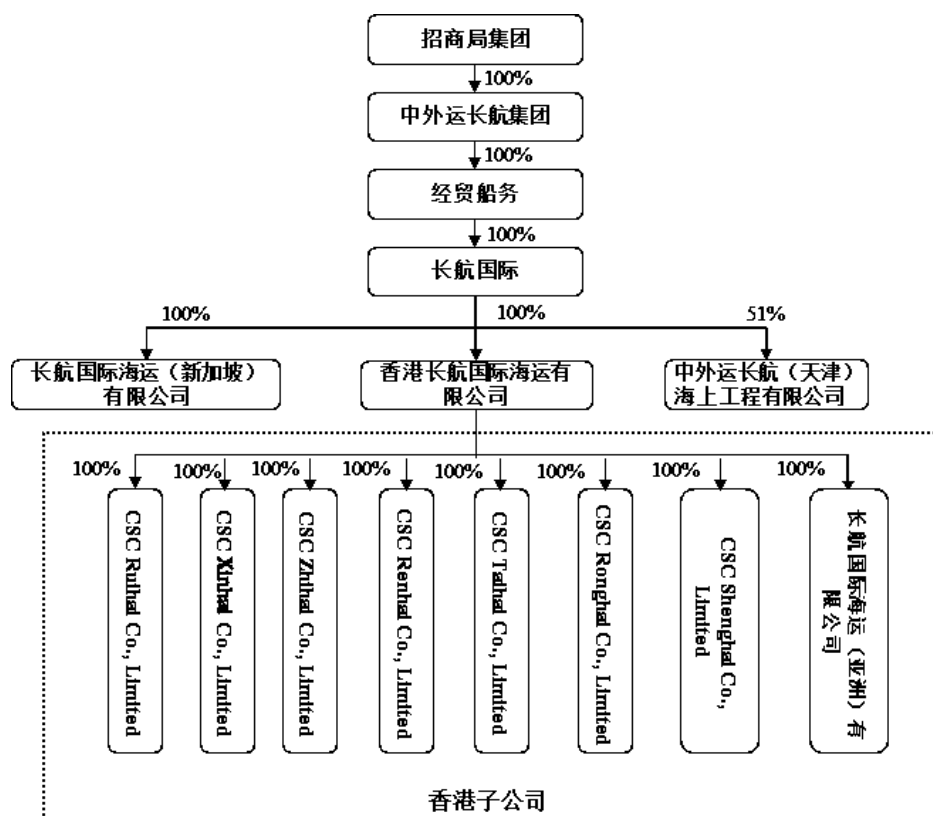 招商局集团
100%
中外运长航集团
100%
经贸船务
100%
长航国际
100%
100%
51%
长航国际海运（新加坡）
有限公司
香港长航国际海运有
限公司
中外运长航（天津）
海上工程有限公司
100%
100%
100%
100%
100%
100%
100%
100%
CSC Ruihai Co., Limited
CSC Xinhai Co., Limited
CSC Zhihai Co., Limited
CSC Renhai Co., Limited
CSC Taihai Co., Limited
CSC Ronghai Co., Limited
CSC Shenghai Co.,
Limited
长航国际海运（亚洲）有
限公司
香港子公司